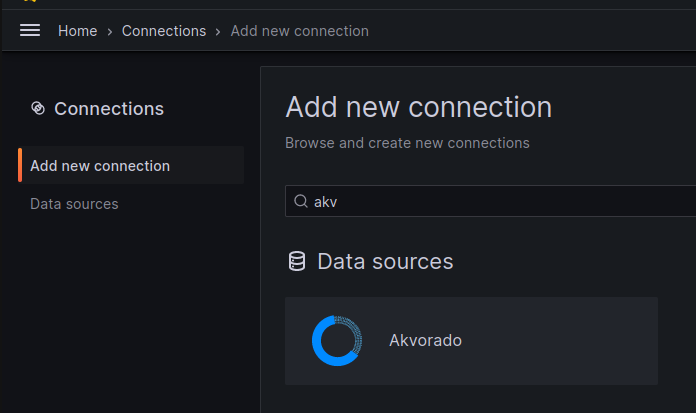 Home › Connections › Add new connection
Connections
Add new connection
Data sources
Add new connection
Browse and create new connections
akv
Data sources
Akvorado